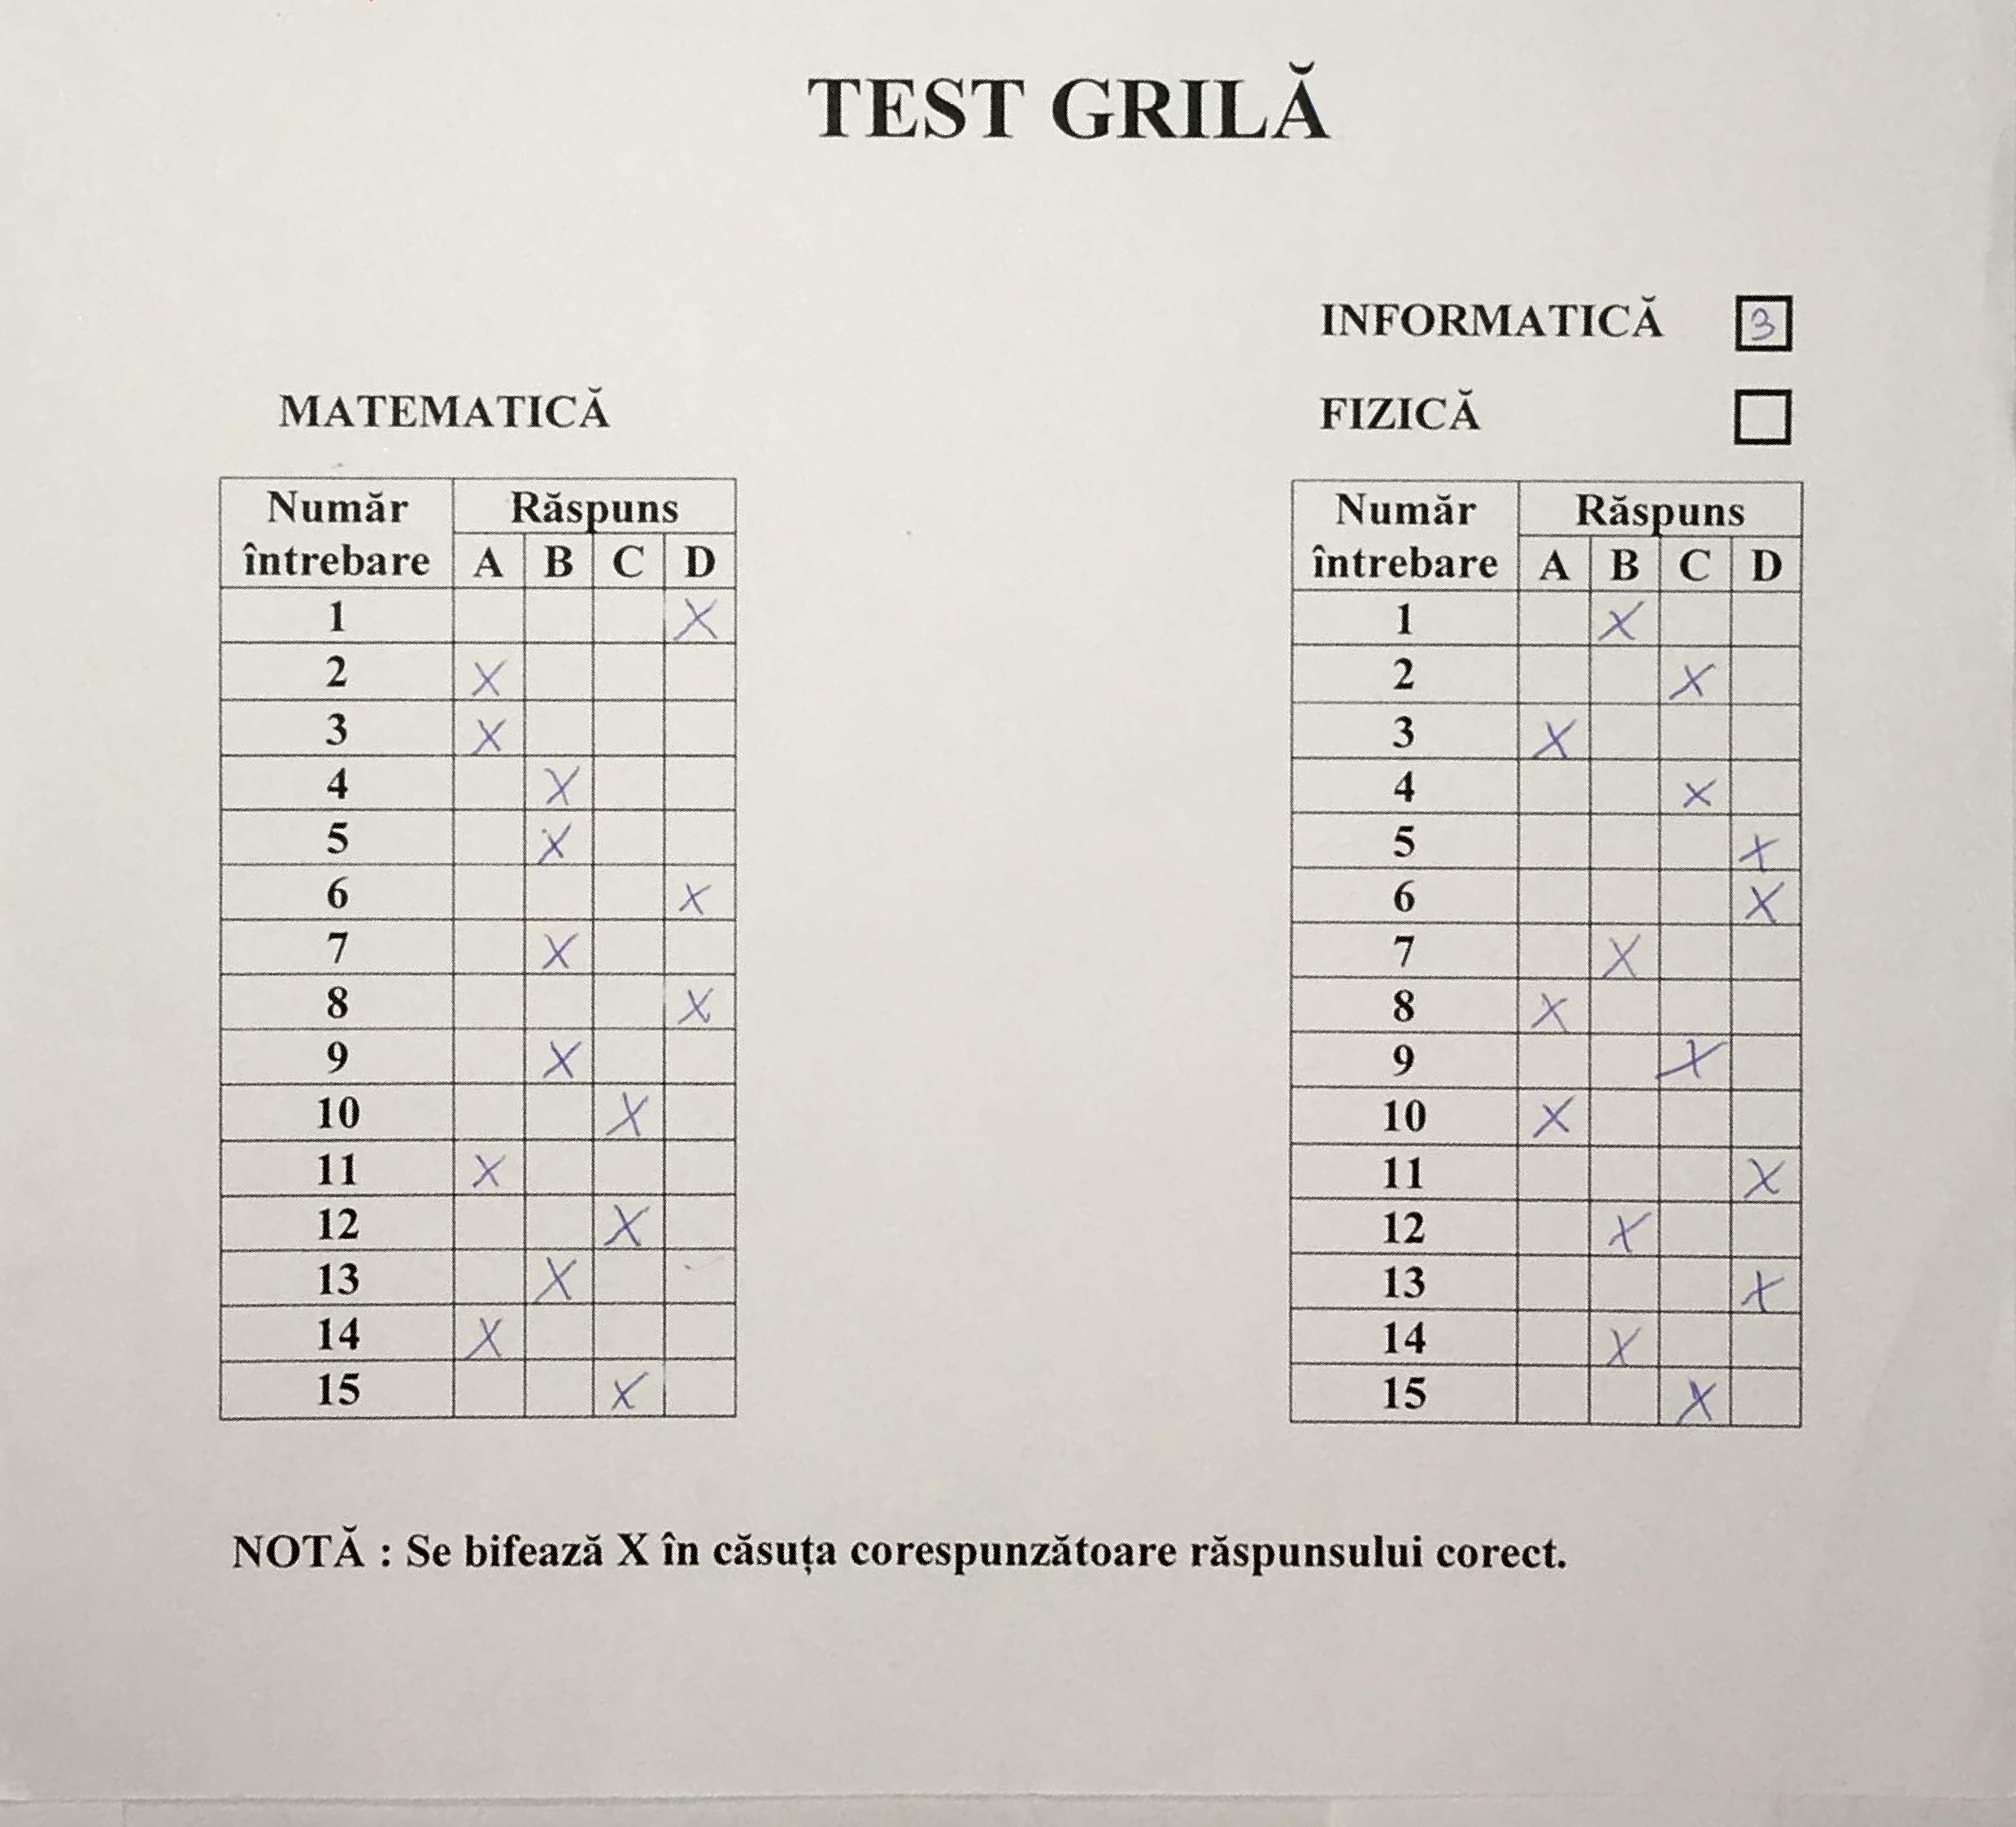 TEST GRILĂ
INFORMATICĂ 3
MATEMATICĂ
FIZICĂ
Număr întrebare Răspuns
A B C D
1 X
2 X
3 X
4 X
5 X
6 X
7 X
8 X
9 X
10 X
11 X
12 X
13 X
14 X
15 X
Număr întrebare Răspuns
A B C D
1 X
2 X
3 X
4 X
5 X
6 X
7 X
8 X
9 X
10 X
11 X
12 X
13 X
14 X
15 X
NOTĂ : Se bifează X în căsuța corespunzătoare răspunsului corect.